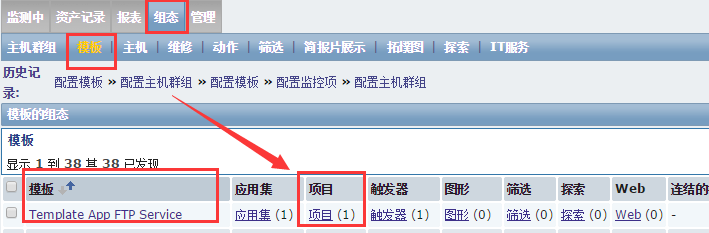 监测中 资产记录 报表 组态 管理
主机群组 模板 主机 维修 动作 筛选 简报片展示 拓墣图 探索 IT服务
历史记录: 配置模板 » 配置主机群组 » 配置模板 » 配置监控项 » 配置主机群组
模板的组态
模板
显示 1 到 38 其 38 已发现
模板 应用集 项目 触发器 图形 筛选 探索 Web 连结的
Template App FTP Service 应用集 (1) 项目 (1) 触发器 (1) 图形 (0) 筛选 (0) 探索 (0) Web (0) -